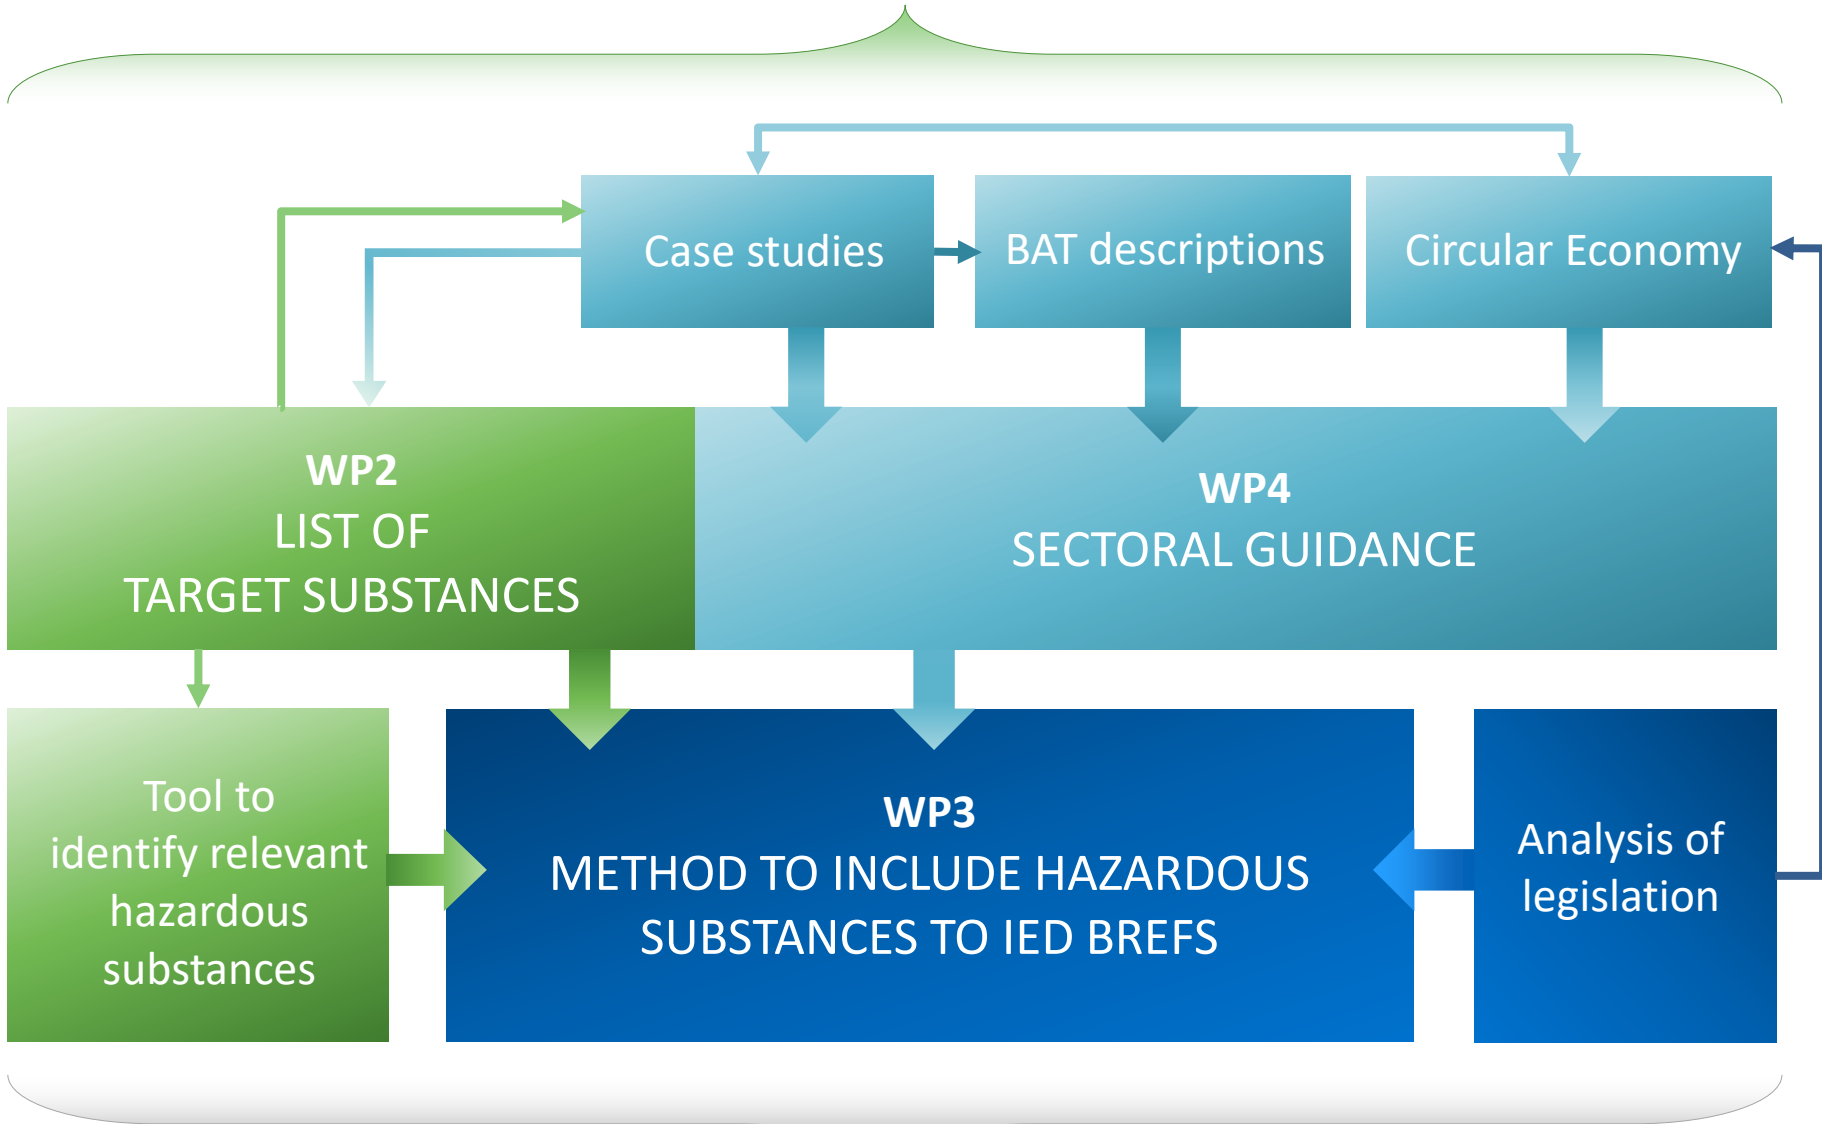 Case studies
BAT descriptions
Circular Economy
WP2
LIST OF
TARGET SUBSTANCES
WP4
SECTORAL GUIDANCE
Tool to
identify relevant
hazardous
substances
WP3
METHOD TO INCLUDE HAZARDOUS
SUBSTANCES TO IED BREFS
Analysis of
legislation